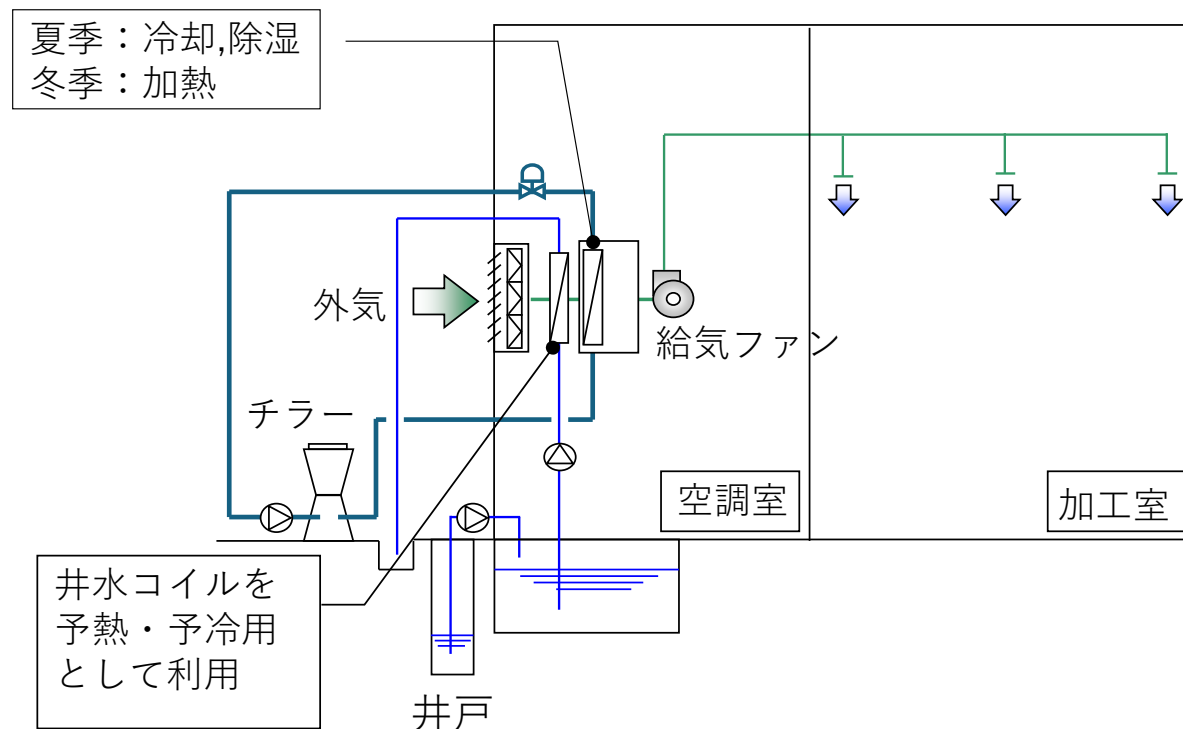 夏季：冷却,除湿
冬季：加熱
外気
給気ファン
チラー
空調室
加工室
井水コイルを
予熱・予冷用
として利用
井戸